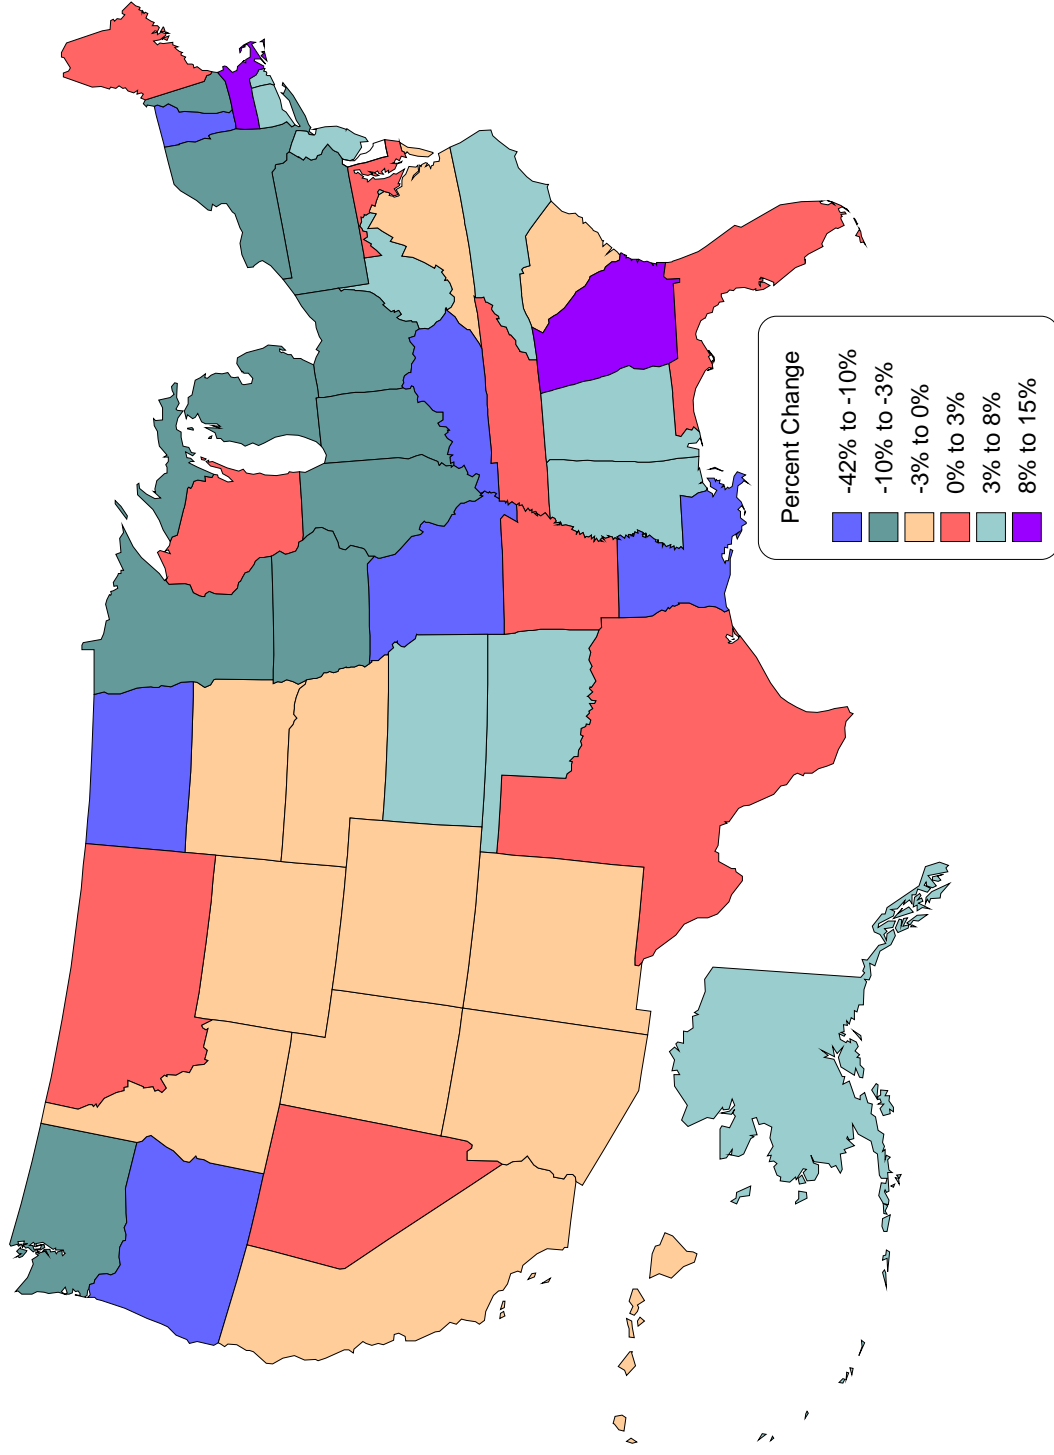 Percent Change
-42% to -10%
-10% to -3%
-3% to 0%
0% to 3%
3% to 8%
8% to 15%